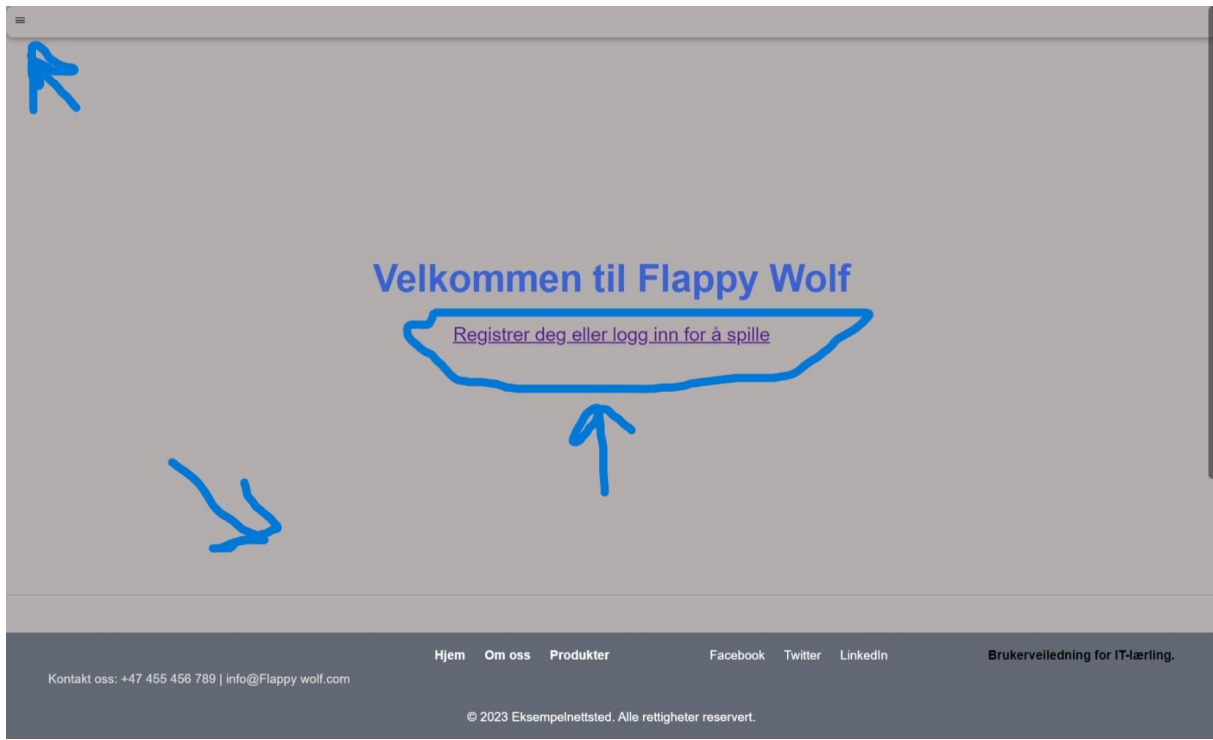 Velkommen til Flappy Wolf
Registrer deg eller logg inn for å spille
Hjem Om oss Produkter
Facebook Twitter LinkedIn
Brukerveiledning for IT-lærling.
Kontakt oss: +47 455 456 789 | info@Flappy wolf.com
© 2023 Eksempelnettsted. Alle rettigheter reservert.